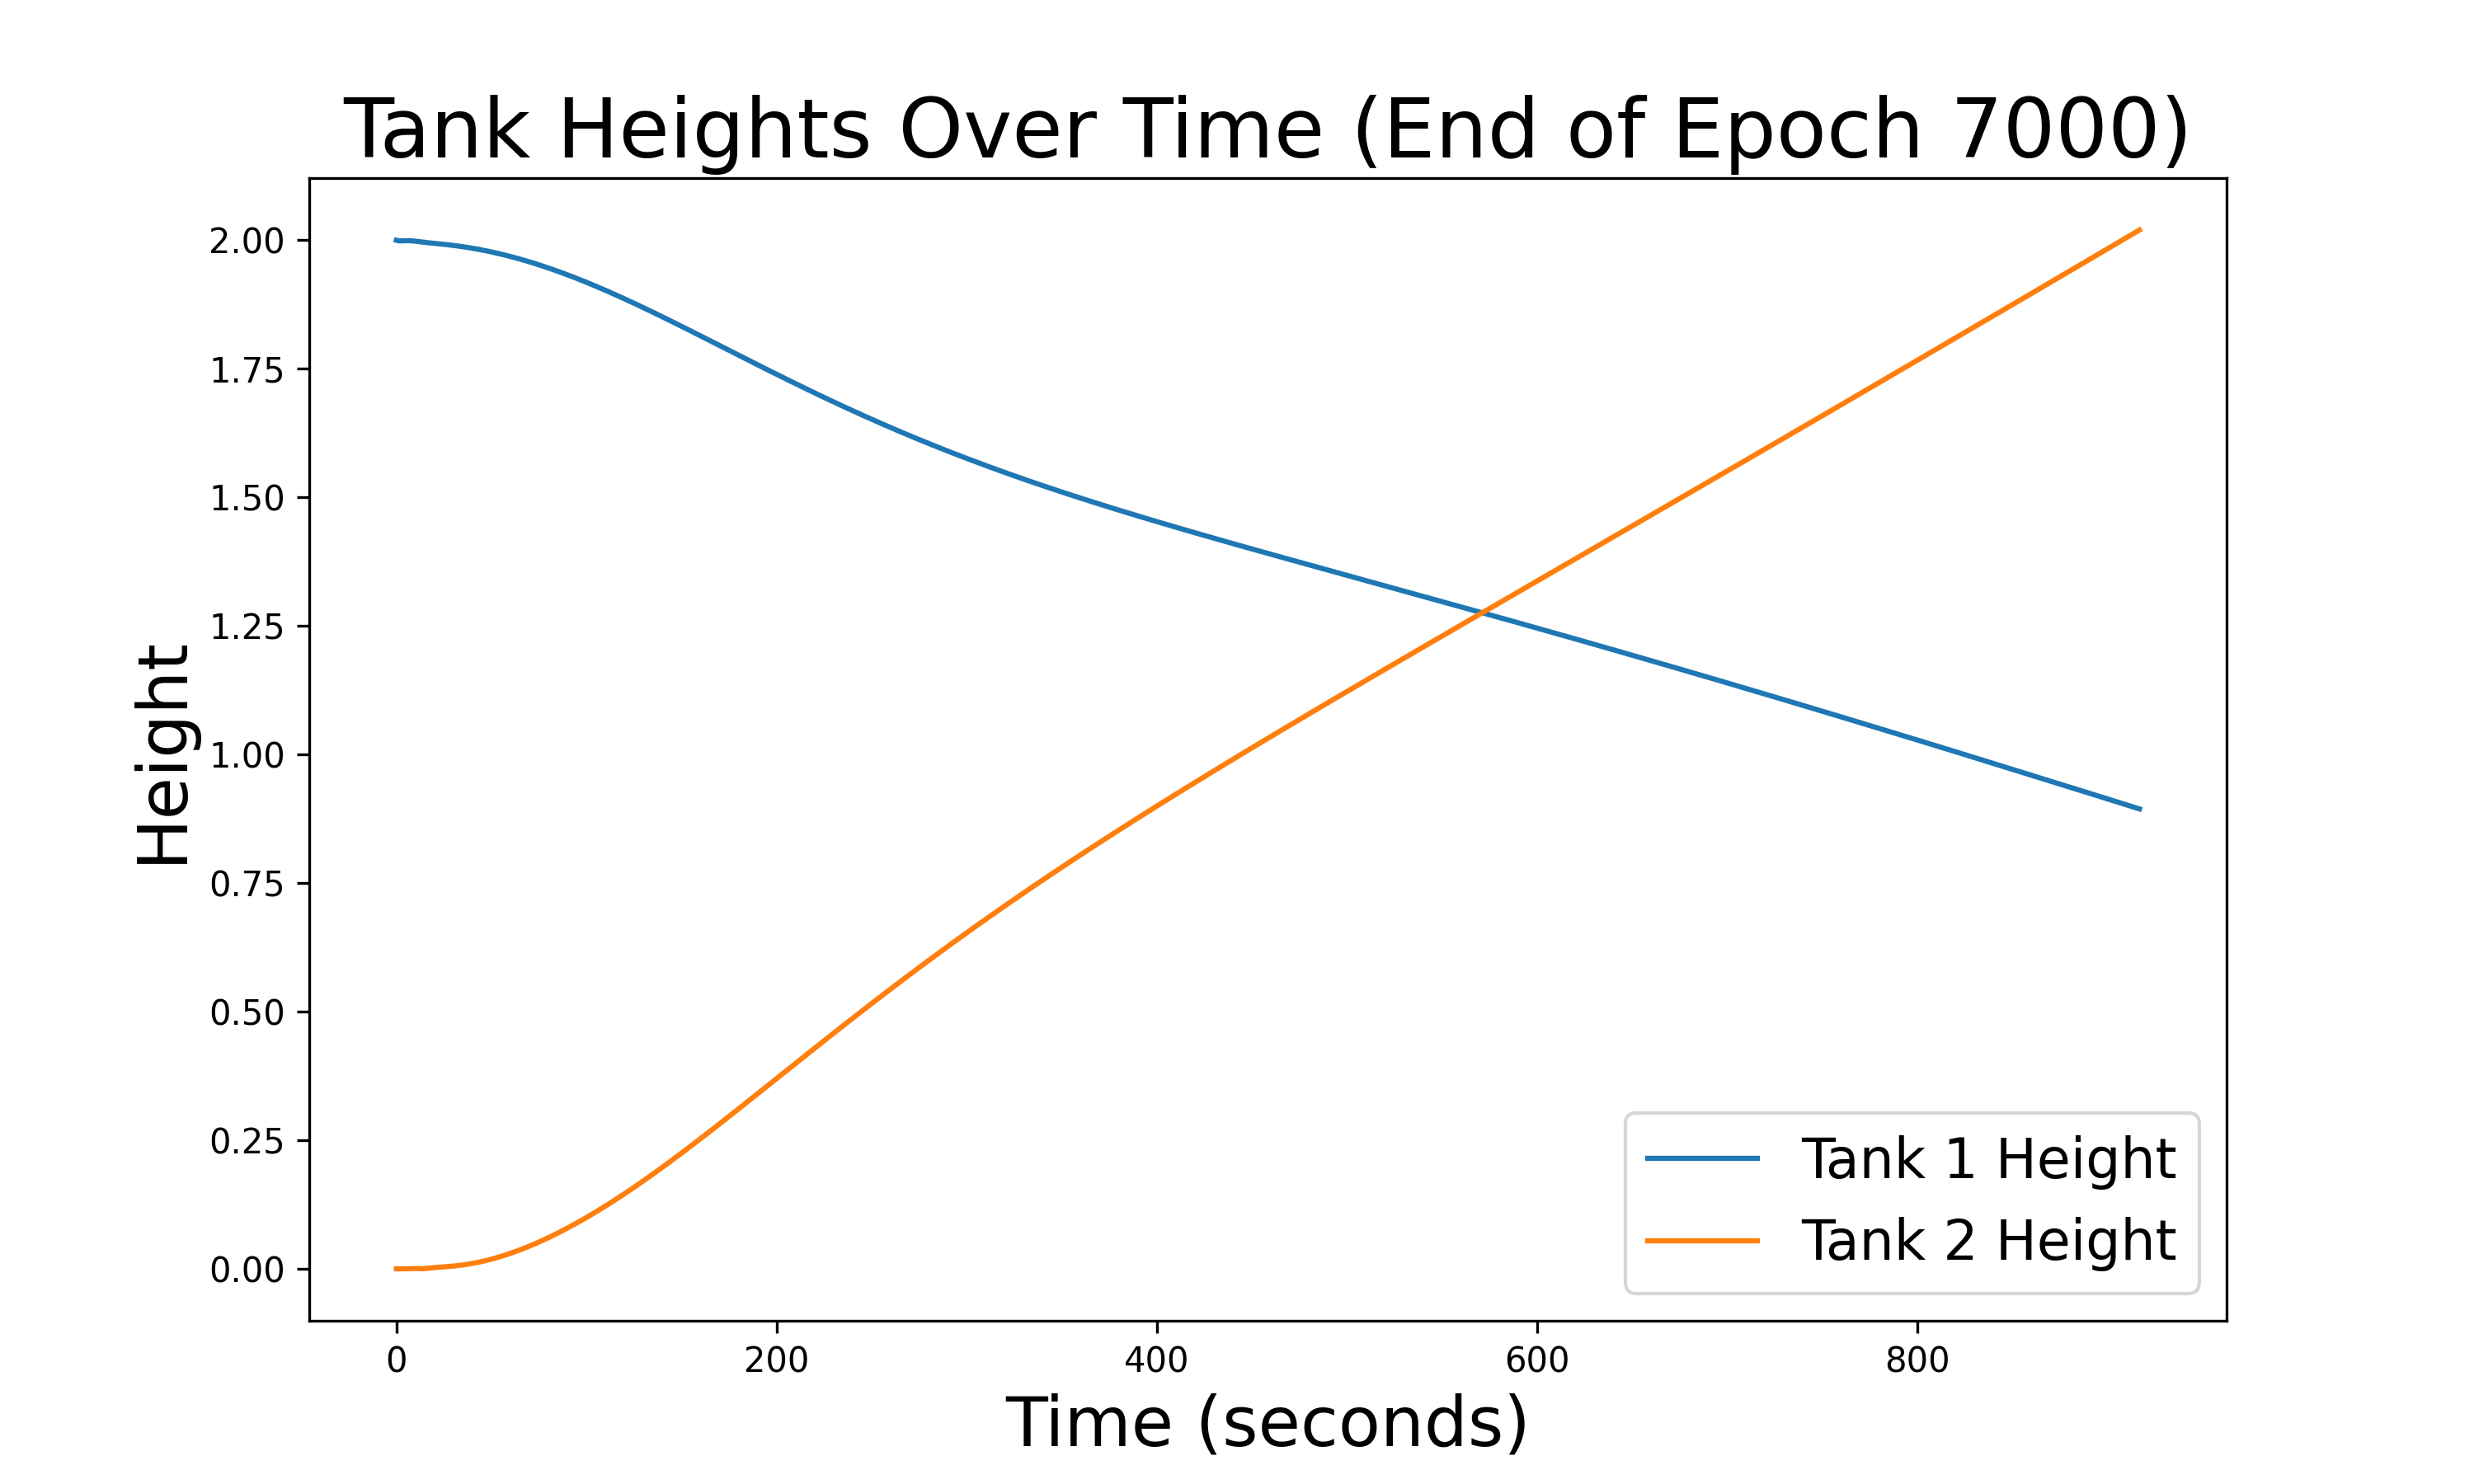 Tank Heights Over Time (End of Epoch 7000)
Height
2.00
1.75
1.50
1.25
1.00
0.75
0.50
0.25
0.00
0 200 400 600 800
Time (seconds)
Tank 1 Height
Tank 2 Height